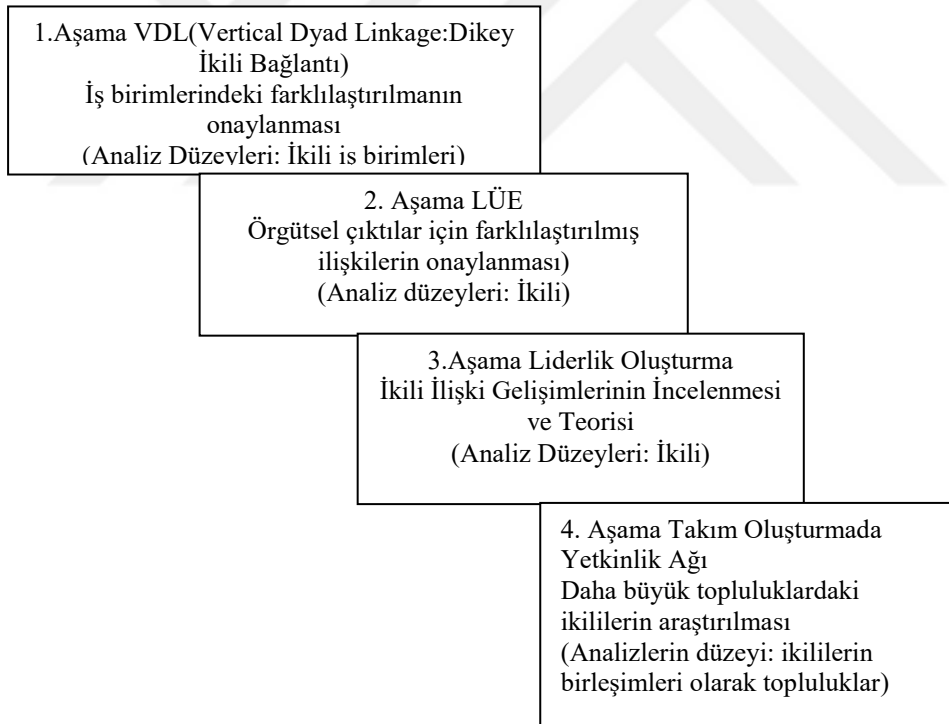 1.Aşama VDL(Vertical Dyad Linkage:Dikey
İkili Bağlantı)
İş birimlerindeki farklılaştırılmanın
onaylanması
(Analiz Düzeyleri: İkili iş birimleri)
2. Aşama LÜE
Örgütsel çıktılar için farklılaştırılmış
ilişkilerin onaylanması)
(Analiz düzeyleri: İkili)
3.Aşama Liderlik Oluşturma
İkili İlişki Gelişimlerinin İncelenmesi
ve Teorisi
(Analiz Düzeyleri: İkili)
4. Aşama Takım Oluşturmada
Yetkinlik Ağı
Daha büyük topluluklardaki
ikililerin araştırılması
(Analizlerin düzeyi: ikililerin
birleşimleri olarak topluluklar)